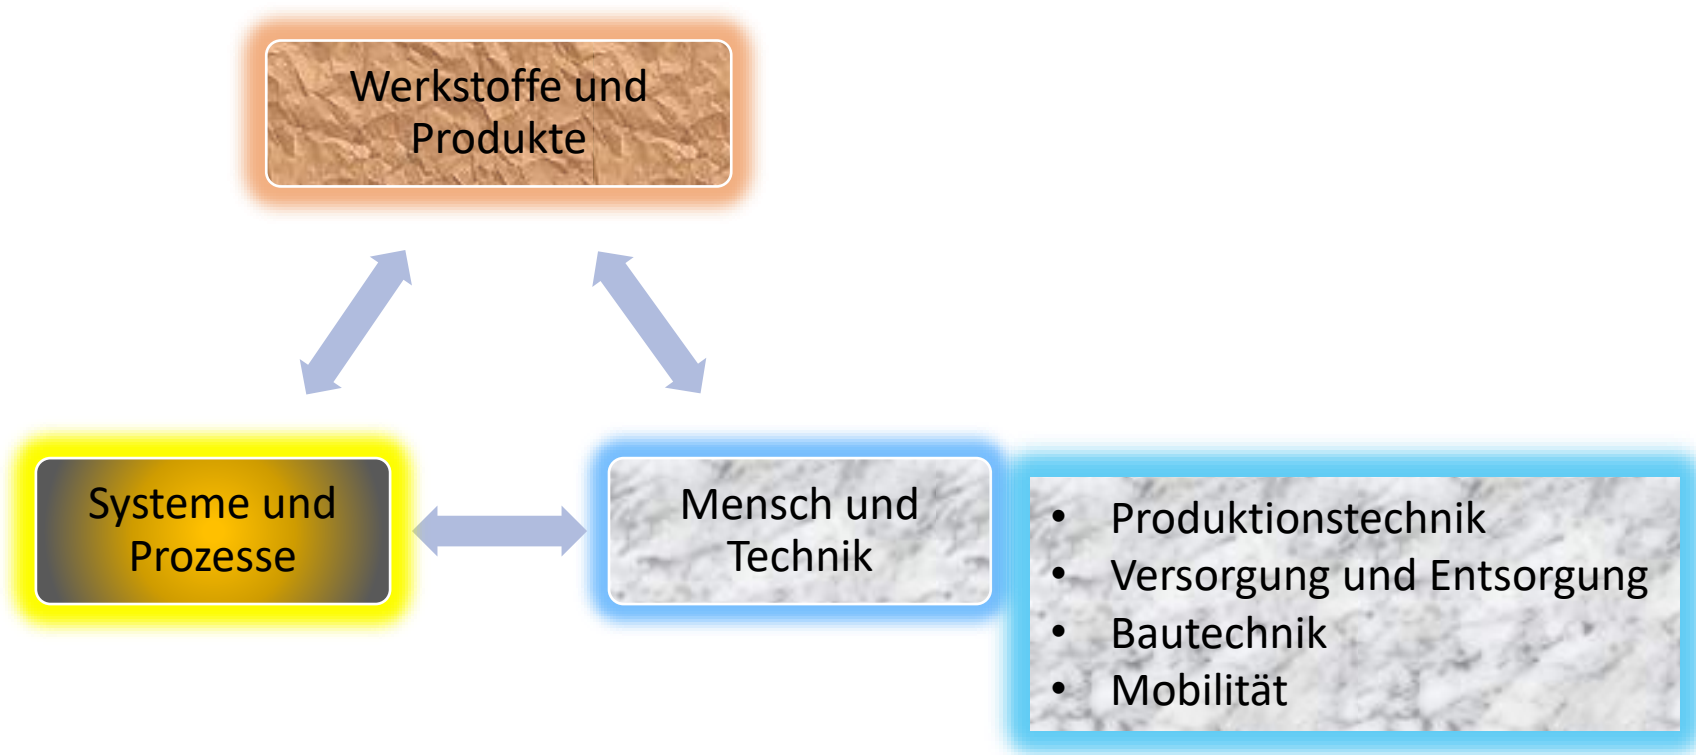 Werkstoffe und
Produkte
Systeme und
Prozesse
Mensch und
Technik
• Produktionstechnik
• Versorgung und Entsorgung
• Bautechnik
• Mobilität